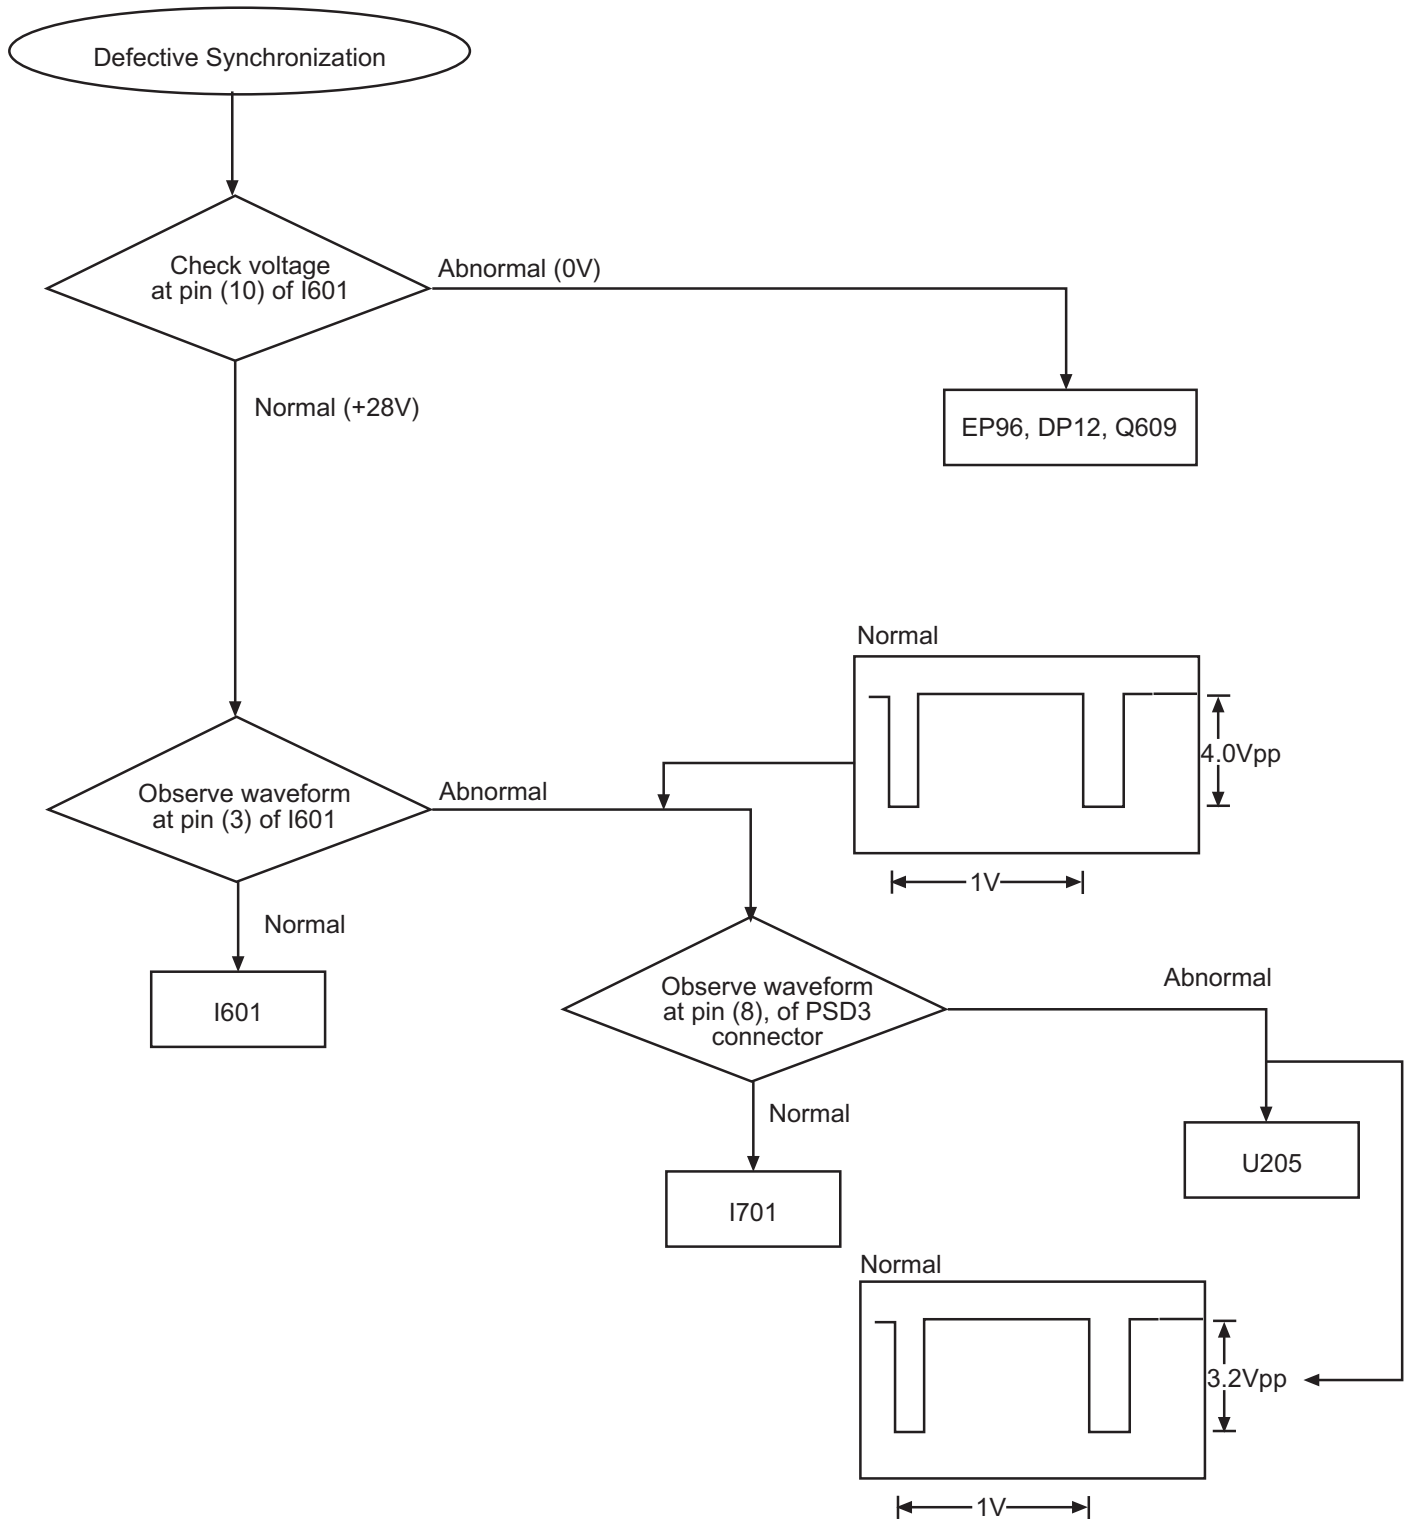 Defective Synchronization
Check voltage
at pin (10) of I601
Abnormal (0V)
Normal (+28V)
EP96, DP12, Q609
Normal
4.0Vpp
1V
Observe waveform
at pin (3) of I601
Abnormal
Normal
I601
Observe waveform
at pin (8), of PSD3
connector
Abnormal
Normal
U205
I701
Normal
3.2Vpp
1V